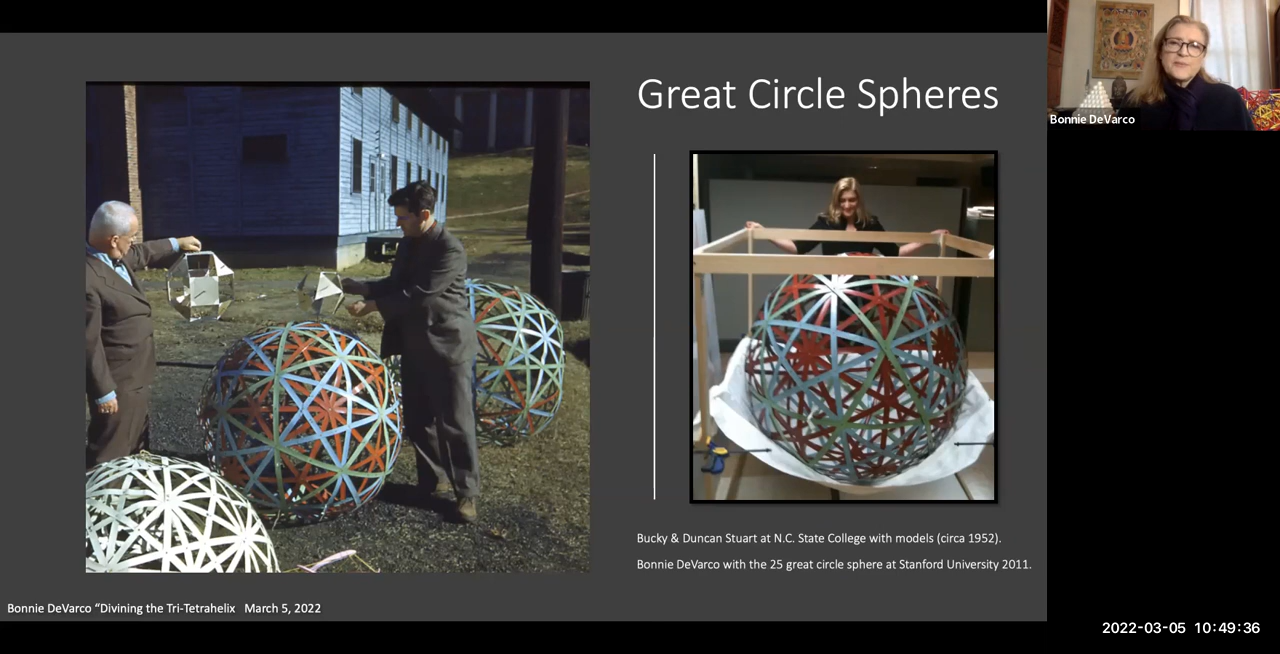 Great Circle Spheres
Bonnie DeVarco
Bucky & Duncan Stuart at N.C. State College with models (circa 1952).
Bonnie DeVarco with the 25 great circle sphere at Stanford University 2011.
Bonnie DeVarco “Divining the Tri-Tetrahelix   March 5, 2022
2022-03-05 10:49:36